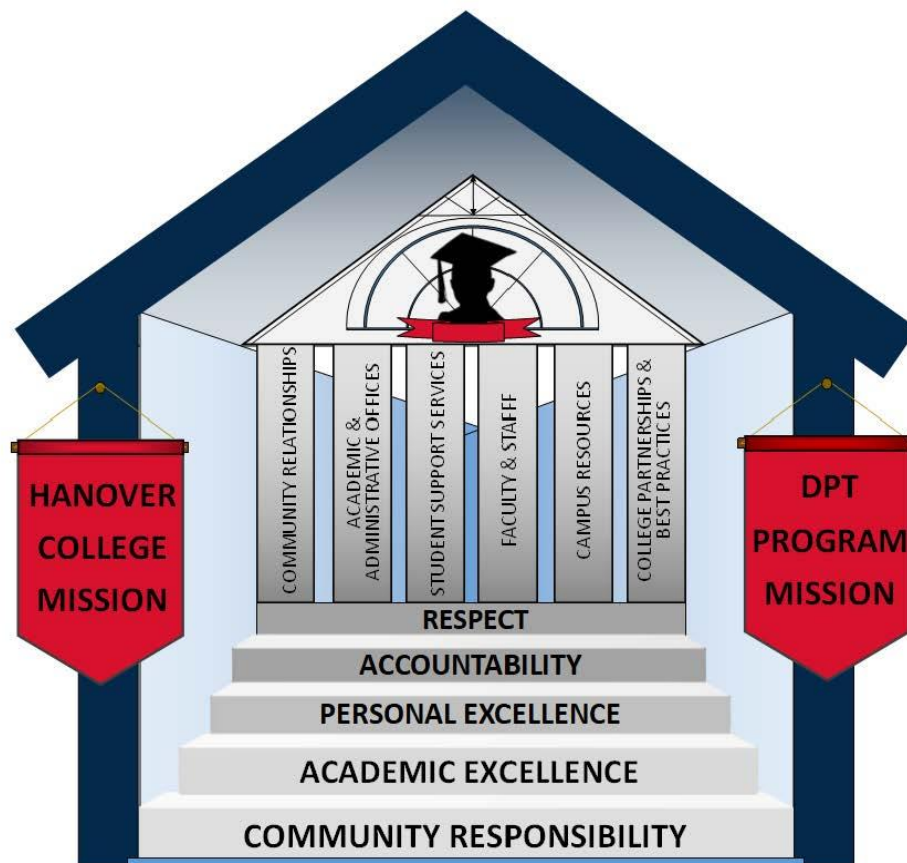 COMMUNITY RELATIONSHIPS
ACADEMIC &
ADMINISTRATIVE OFFICES
STUDENT SUPPORT SERVICES
FACULTY & STAFFF
CAMPUS RESOURCES
COLLEGE PARTNERSHIPS &
BEST PRACTICES
HANOVER
COLLEGE
MISSION
DPT
PROGRAM
MISSION
RESPECT
ACCOUNTABILITY
PERSONAL EXCELLENCE
ACADEMIC EXCELLENCE
COMMUNITY RESPONSIBILITY